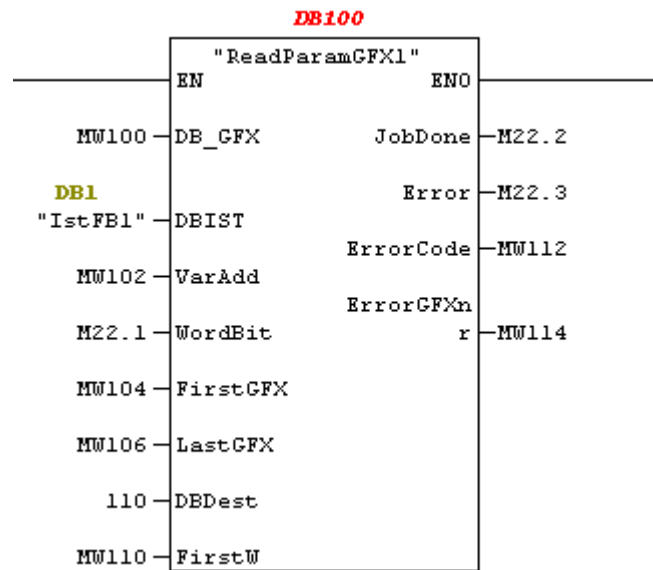 DB100
"ReadParamGFX1"
EN ENO
MW100 DB_GFX JobDone M22.2
DB1 Error M22.3
"IstFB1" DBIST
ErrorCode MW112
MW102 VarAdd
ErrorGFXn
M22.1 WordBit r MW114
MW104 FirstGFX
MW106 LastGFX
110 DBDest
MW110 FirstW